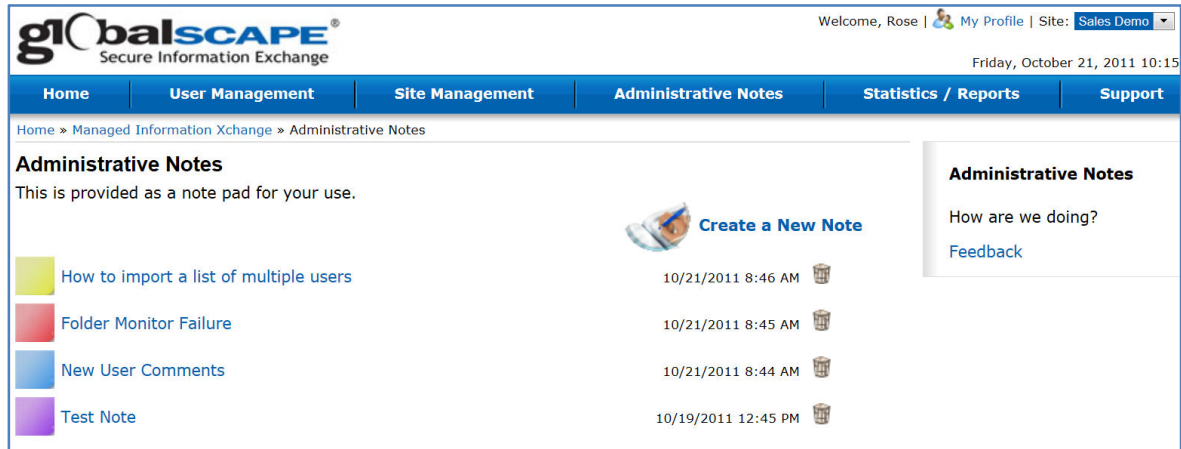 globalSCAPE®
Secure Information Exchange
Welcome, Rose | My Profile | Site: Sales Demo
Friday, October 21, 2011 10:15
Home User Management Site Management Administrative Notes Statistics / Reports Support
Home » Managed Information Xchange » Administrative Notes
Administrative Notes
This is provided as a note pad for your use.
Create a New Note
How to import a list of multiple users 10/21/2011 8:46 AM
Folder Monitor Failure 10/21/2011 8:45 AM
New User Comments 10/21/2011 8:44 AM
Test Note 10/19/2011 12:45 PM
Administrative Notes
How are we doing?
Feedback